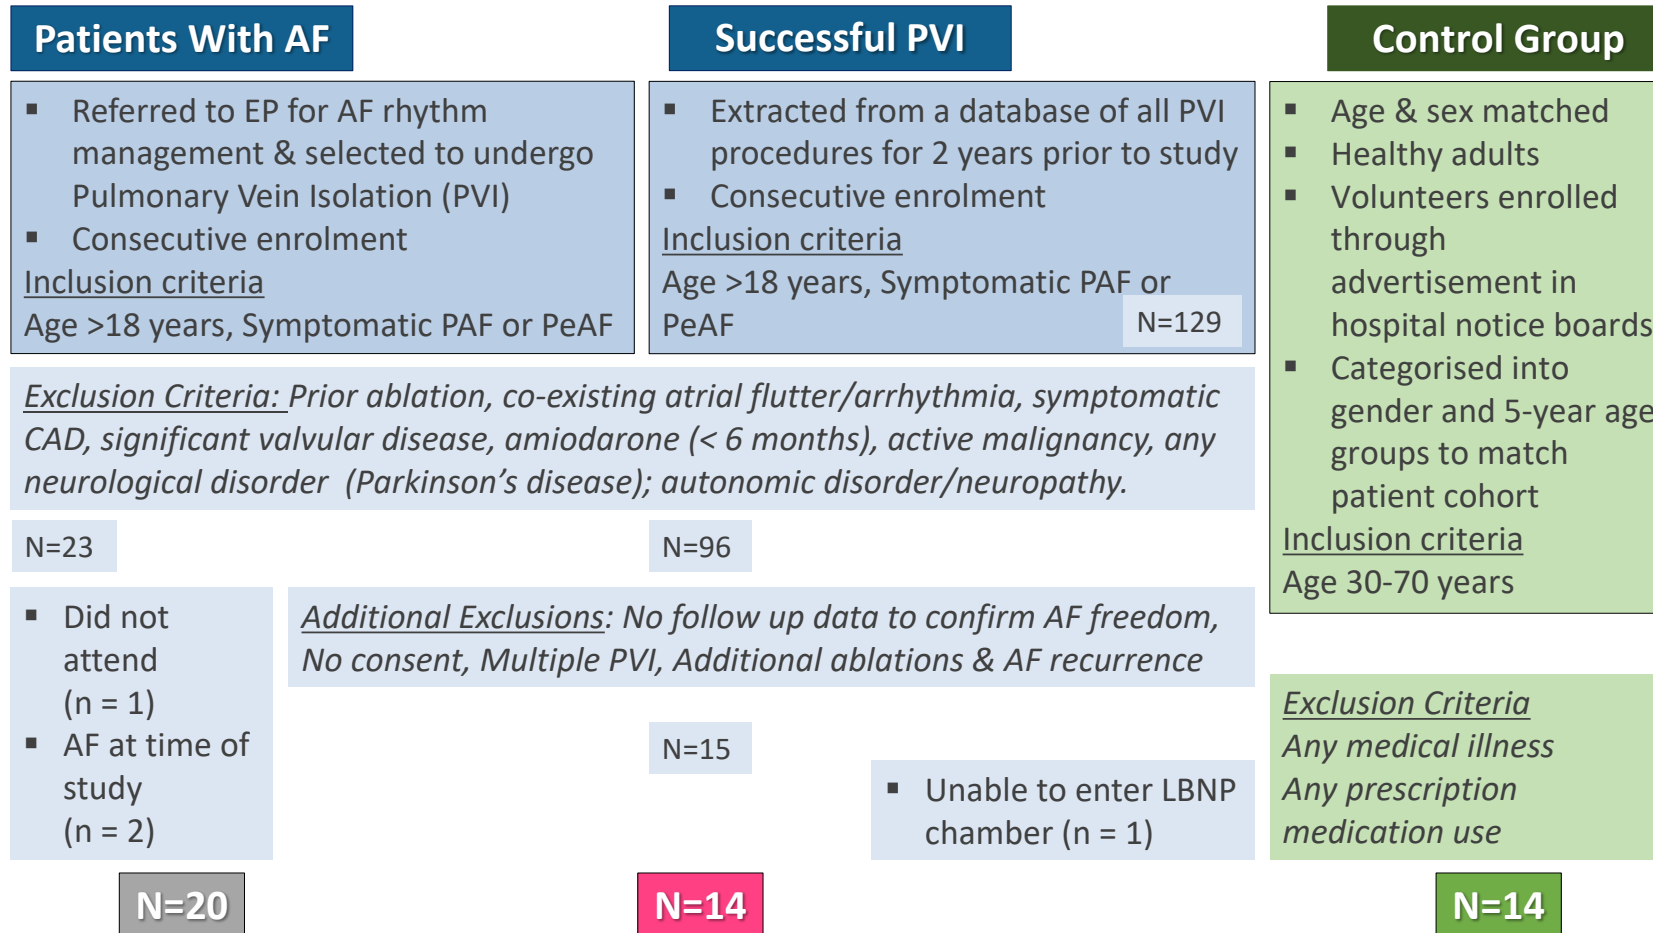 Patients With AF
▪ Referred to EP for AF rhythm
management & selected to undergo
Pulmonary Vein Isolation (PVI)
▪ Consecutive enrolment
Inclusion criteria
Age >18 years, Symptomatic PAF or PeAF
Successful PVI
▪ Extracted from a database of all PVI
procedures for 2 years prior to study
▪ Consecutive enrolment
Inclusion criteria
Age >18 years, Symptomatic PAF or
PeAF
N=129
Exclusion Criteria: Prior ablation, co-existing atrial flutter/arrhythmia, symptomatic
CAD, significant valvular disease, amiodarone (< 6 months), active malignancy, any
neurological disorder (Parkinson's disease); autonomic disorder/neuropathy.
N=23
N=96
▪ Did not
attend
(n = 1)
▪ AF at time of
study
(n = 2)
Additional Exclusions: No follow up data to confirm AF freedom,
No consent, Multiple PVI, Additional ablations & AF recurrence
N=15
▪ Unable to enter LBNP
chamber (n = 1)
N=20
N=14
Control Group
▪ Age & sex matched
▪ Healthy adults
▪ Volunteers enrolled
through
advertisement in
hospital notice boards
▪ Categorised into
gender and 5-year age
groups to match
patient cohort
Inclusion criteria
Age 30-70 years
Exclusion Criteria
Any medical illness
Any prescription
medication use
N=14